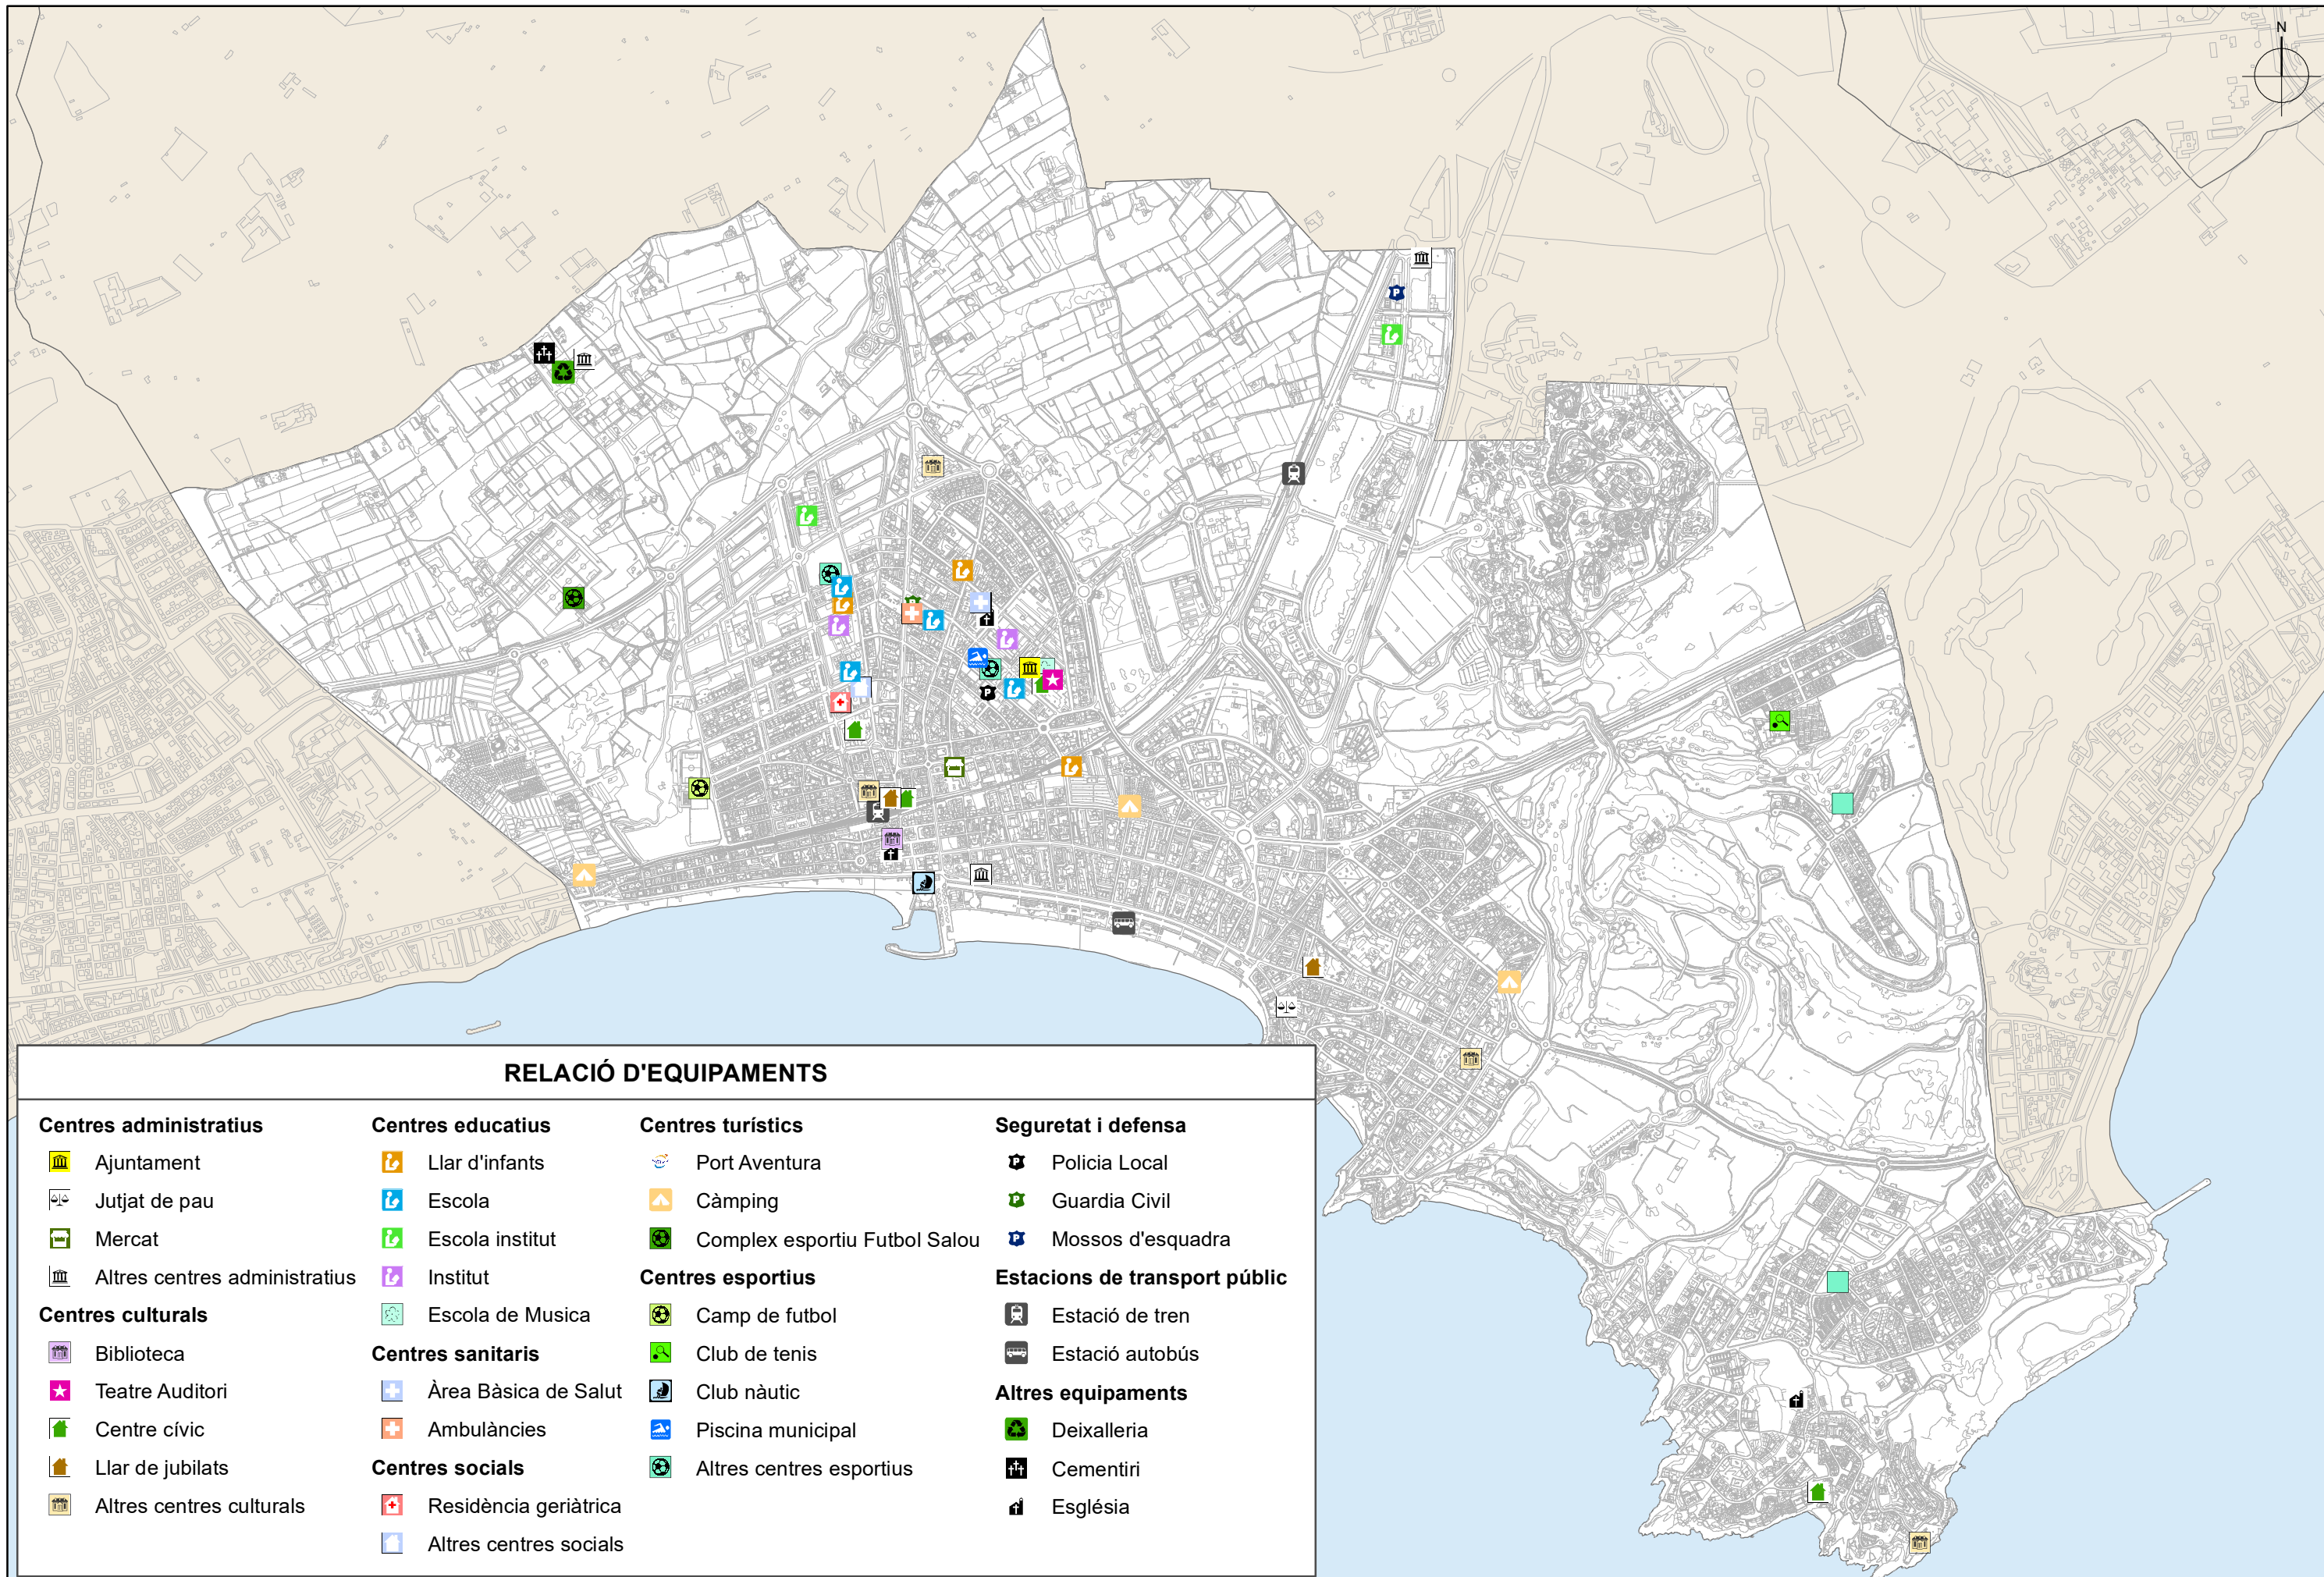 N
RELACIÓ D'EQUIPAMENTS
Centres administratius
Ajuntament
Jutjat de pau
Mercat
Altres centres administratius
Centres culturals
Biblioteca
Teatre Auditori
Centre cívic
Llar de jubilats
Altres centres culturals
Centres educatius
Llar d'infants
Escola
Escola institut
Institut
Escola de Musica
Centres sanitaris
Àrea Bàsica de Salut
Ambulàncies
Centres socials
Residència geriàtrica
Altres centres socials
Centres turístics
Port Aventura
Càmping
Complex esportiu Futbol Salou
Centres esportius
Camp de futbol
Club de tenis
Club nàutic
Piscina municipal
Altres centres esportius
Seguretat i defensa
Policia Local
Guardia Civil
Mossos d'esquadra
Estacions de transport públic
Estació de tren
Estació autobús
Altres equipaments
Deixalleria
Cementiri
Església